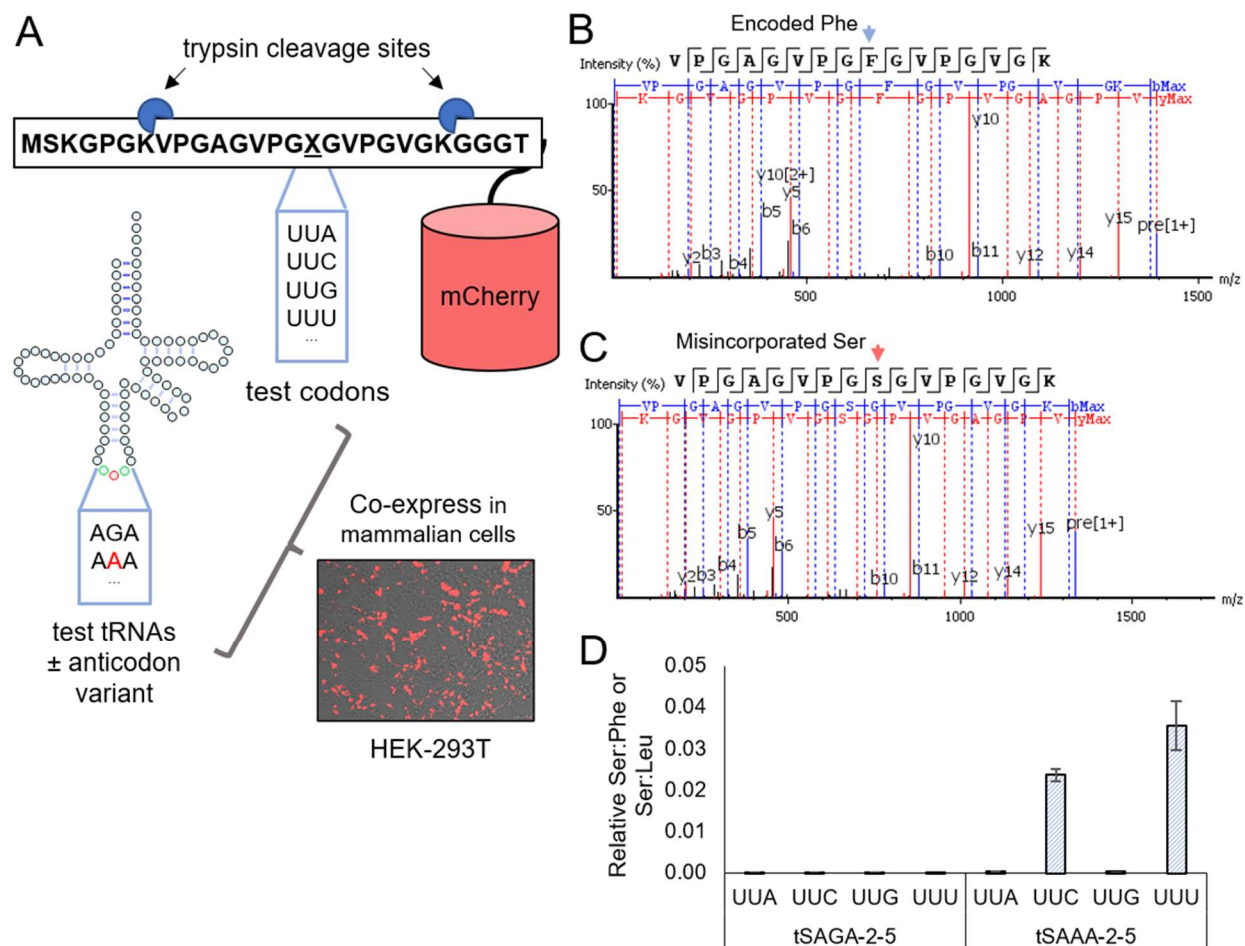 A
trypsin cleavage sites
MSKGPGKVPGAGVPGXGVPGVGKGGGT
UUA
UUC
UUG
UUU
...
test codons
mCherry
AGA
AAA
...
test tRNAs
± anticodon
variant
Co-express in
mammalian cells
HEK-293T
B
Encoded Phe
Intensity (%)
V P G A G V P G F G V P G V G K
VP G A G V P G F G V PG V GK bMax
K G V G P V G F G P V G A G P V yMax
100
50
y10
y10[2+]
y5
b5
b6
y2
b3
b4
b10
b11
y12
y14
y15
pre[1+]
500
1000
1500
m/z
C
Misincorporated Ser
Intensity (%)
V P G A G V P G S G V P G V G K
VP G A G V P G S G V PG V G K bMax
K G V G P V G S G P V G A G P V yMax
100
50
y10
y5
b5
b6
y2
b3
b4
b10
b11
y12
y14
y15
pre[1+]
500
1000
1500
m/z
D
Relative Ser:Phe or
Ser:Leu
0.05
0.04
0.03
0.02
0.01
0.00
UUA UUC UUG UUU UUA UUC UUG UUU
tSAGA-2-5 tSAAA-2-5